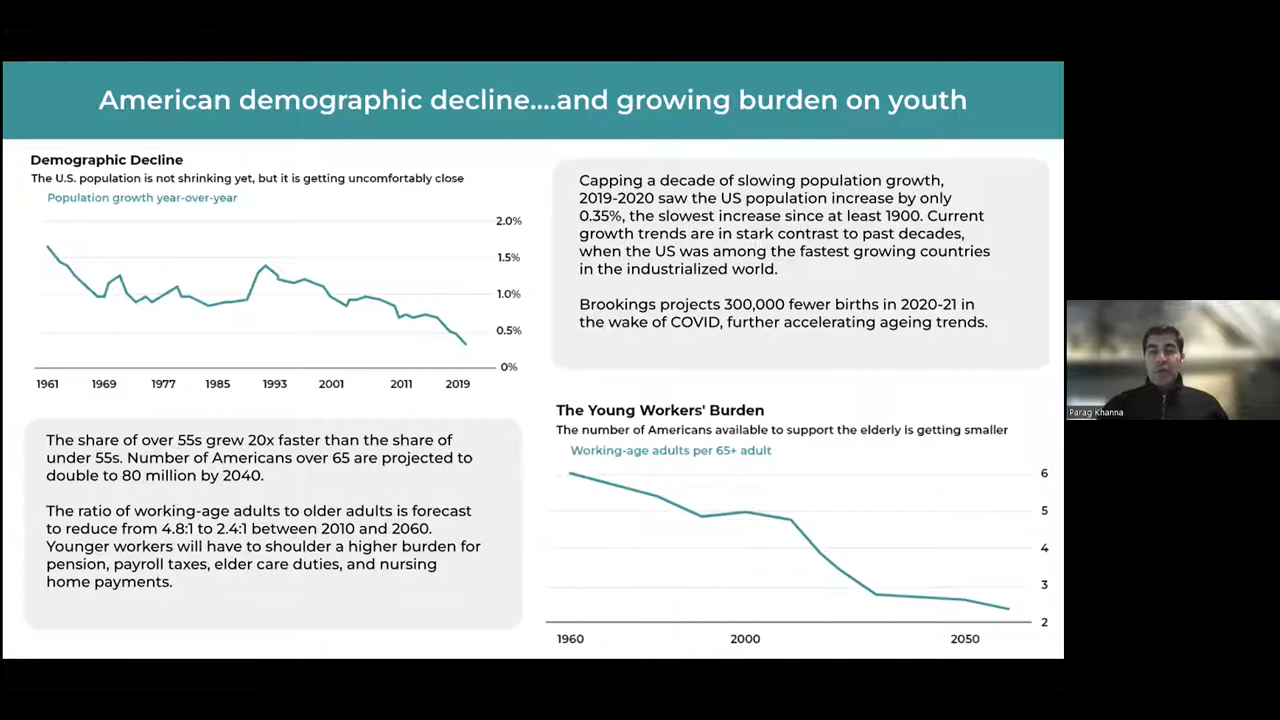 American demographic decline....and growing burden on youth
Demographic Decline
The U.S. population is not shrinking yet, but it is getting uncomfortably close
Population growth year-over-year
2.0%
1.5%
1.0%
0.5%
0%
1961 1969 1977 1985 1993 2001 2011 2019
The share of over 55s grew 20x faster than the share of
under 55s. Number of Americans over 65 are projected to
double to 80 million by 2040.
The ratio of working-age adults to older adults is forecast
to reduce from 4.8:1 to 2.4:1 between 2010 and 2060.
Younger workers will have to shoulder a higher burden for
pension, payroll taxes, elder care duties, and nursing
home payments.
Capping a decade of slowing population growth,
2019-2020 saw the US population increase by only
0.35%, the slowest increase since at least 1900. Current
growth trends are in stark contrast to past decades,
when the US was among the fastest growing countries
in the industrialized world.
Brookings projects 300,000 fewer births in 2020-21 in
the wake of COVID, further accelerating ageing trends.
The Young Workers' Burden
The number of Americans available to support the elderly is getting smaller
Working-age adults per 65+ adult
6
5
4
3
2
1960 2000 2050
Parag Khanna